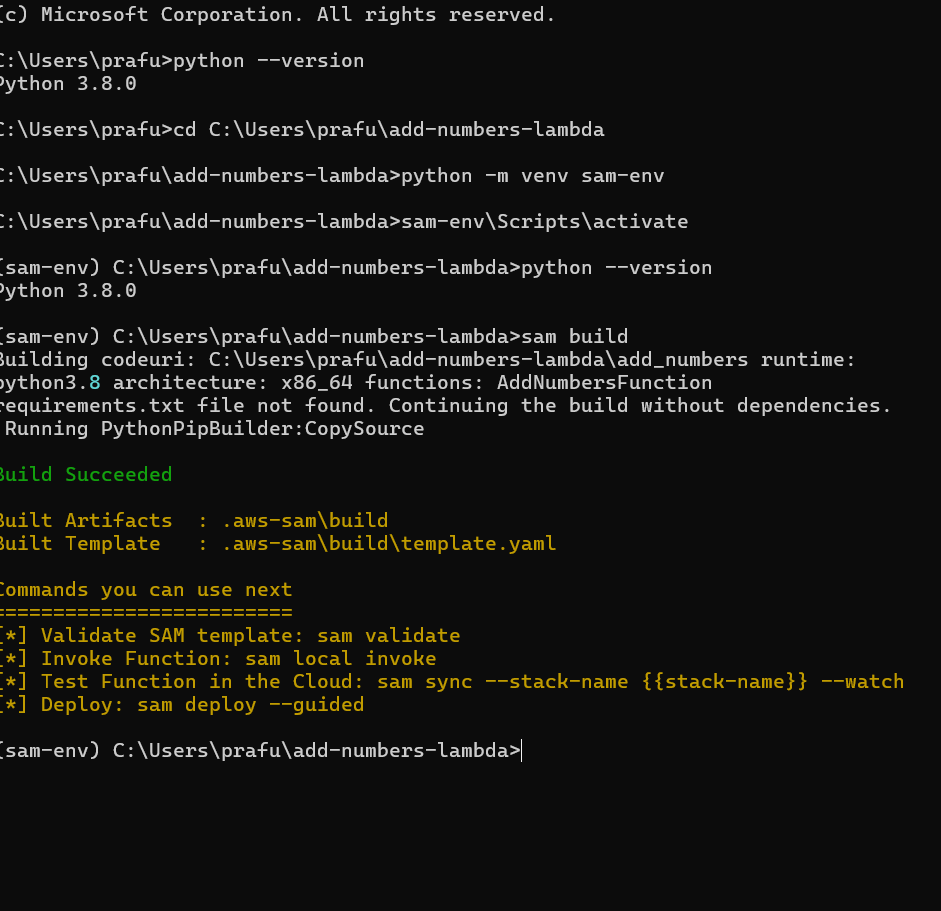 (c) Microsoft Corporation. All rights reserved.
C:\Users\prafu>python --version
Python 3.8.0
C:\Users\prafu>cd C:\Users\prafu\add-numbers-lambda
C:\Users\prafu\add-numbers-lambda>python -m venv sam-env
C:\Users\prafu\add-numbers-lambda>sam-env\Scripts\activate
(sam-env) C:\Users\prafu\add-numbers-lambda>python --version
Python 3.8.0
(sam-env) C:\Users\prafu\add-numbers-lambda>sam build
Building codeuri: C:\Users\prafu\add-numbers-lambda\add_numbers runtime:
python3.8 architecture: x86_64 functions: AddNumbersFunction
requirements.txt file not found. Continuing the build without dependencies.
Running PythonPipBuilder:CopySource
Build Succeeded
Built Artifacts  : .aws-sam\build
Built Template   : .aws-sam\build\template.yaml
Commands you can use next
=========================
[*] Validate SAM template: sam validate
[*] Invoke Function: sam local invoke
[*] Test Function in the Cloud: sam sync --stack-name {{stack-name}} --watch
[*] Deploy: sam deploy --guided
(sam-env) C:\Users\prafu\add-numbers-lambda>